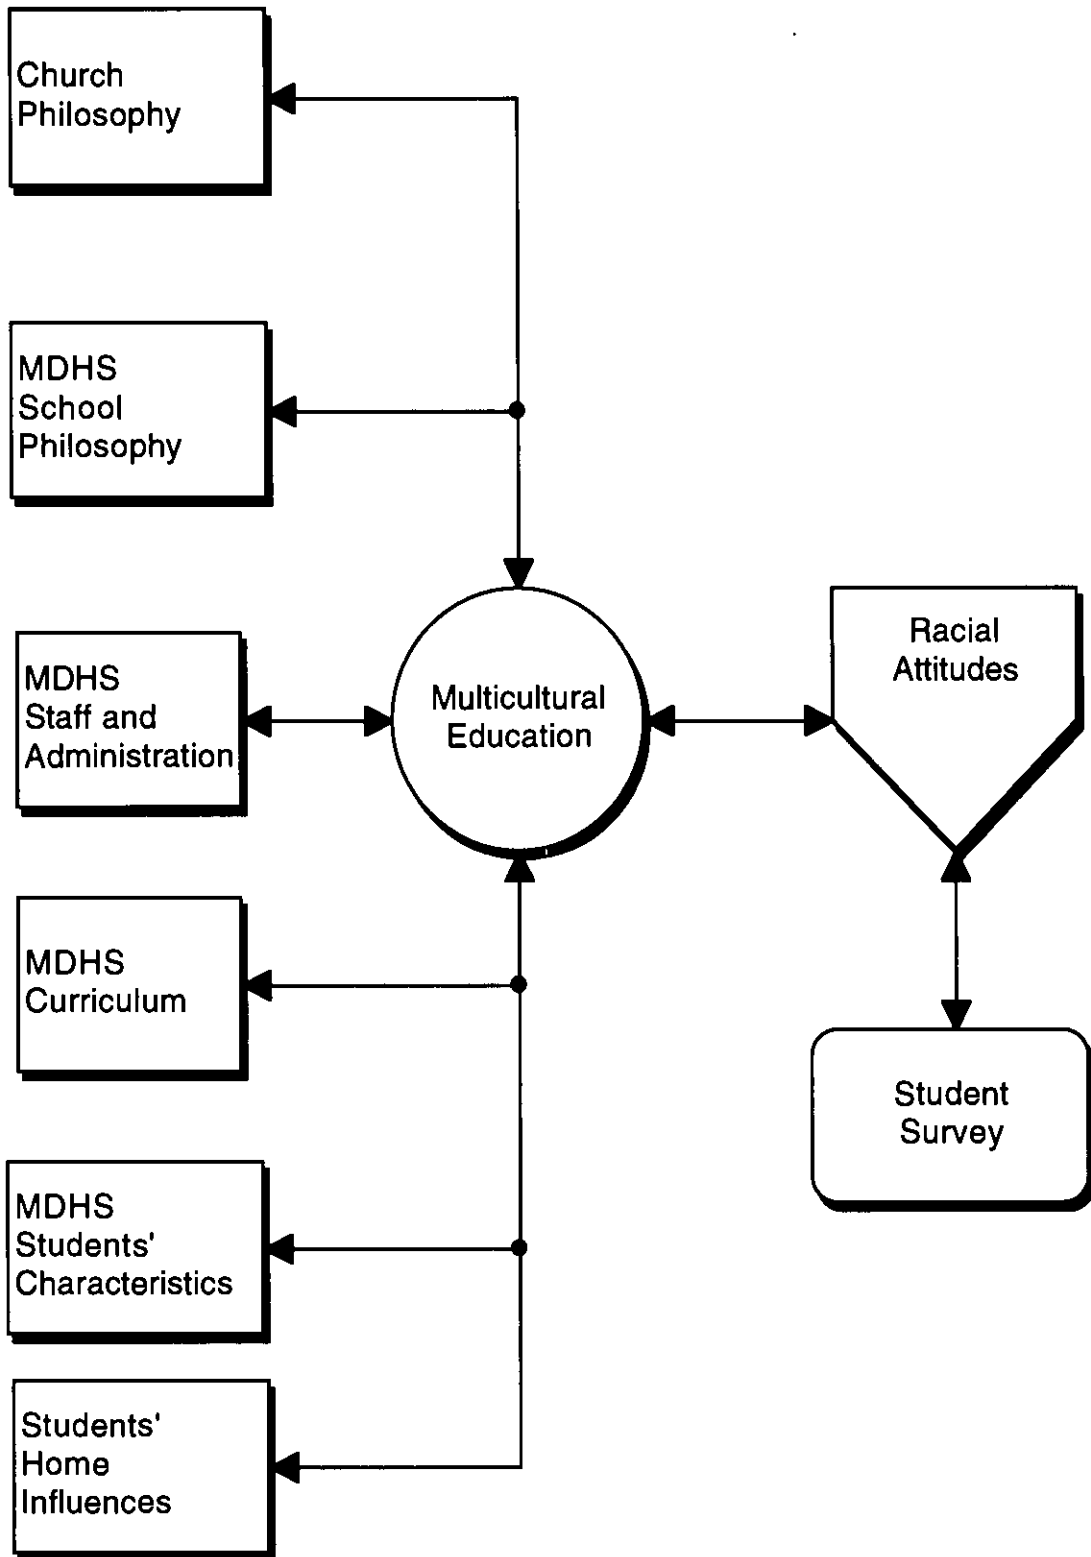 Church
Philosophy
MDHS
School
Philosophy
MDHS
Staff and
Administration
Multicultural
Education
Racial
Attitudes
MDHS
Curriculum
Student
Survey
MDHS
Students'
Characteristics
Students'
Home
Influences